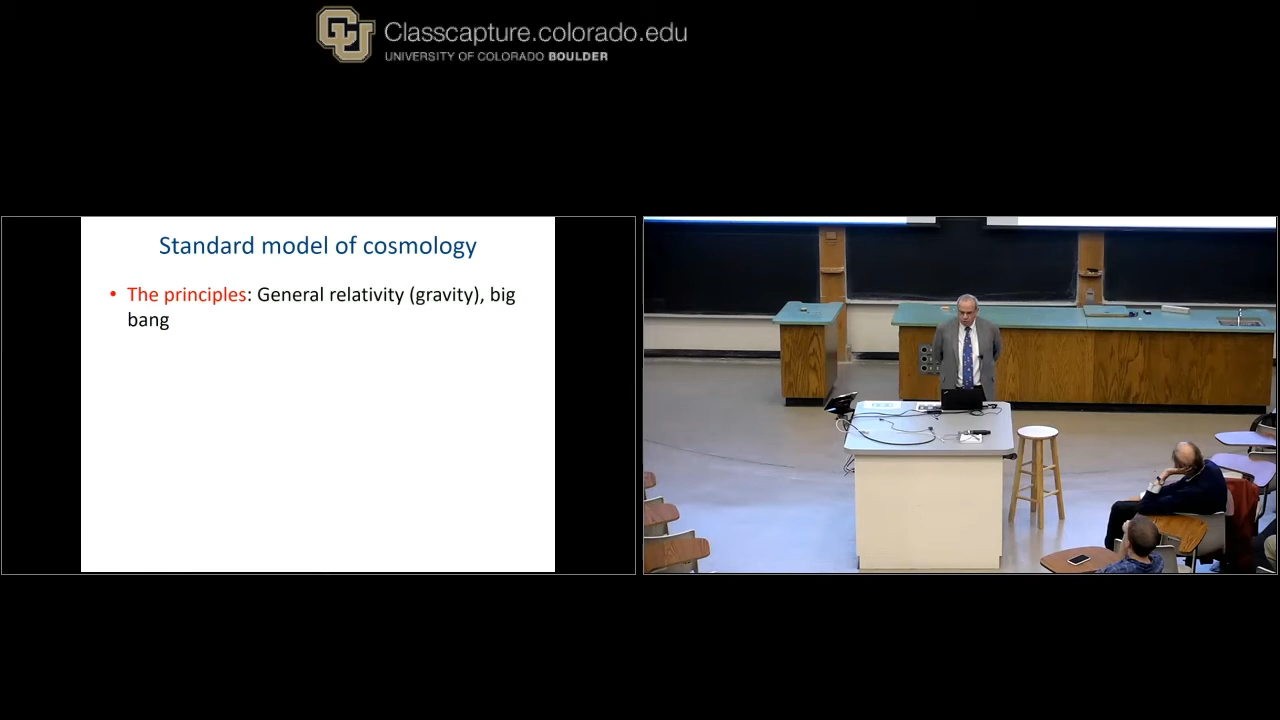 Classcapture.colorado.edu
UNIVERSITY OF COLORADO BOULDER
Standard model of cosmology
• The principles: General relativity (gravity), big
bang